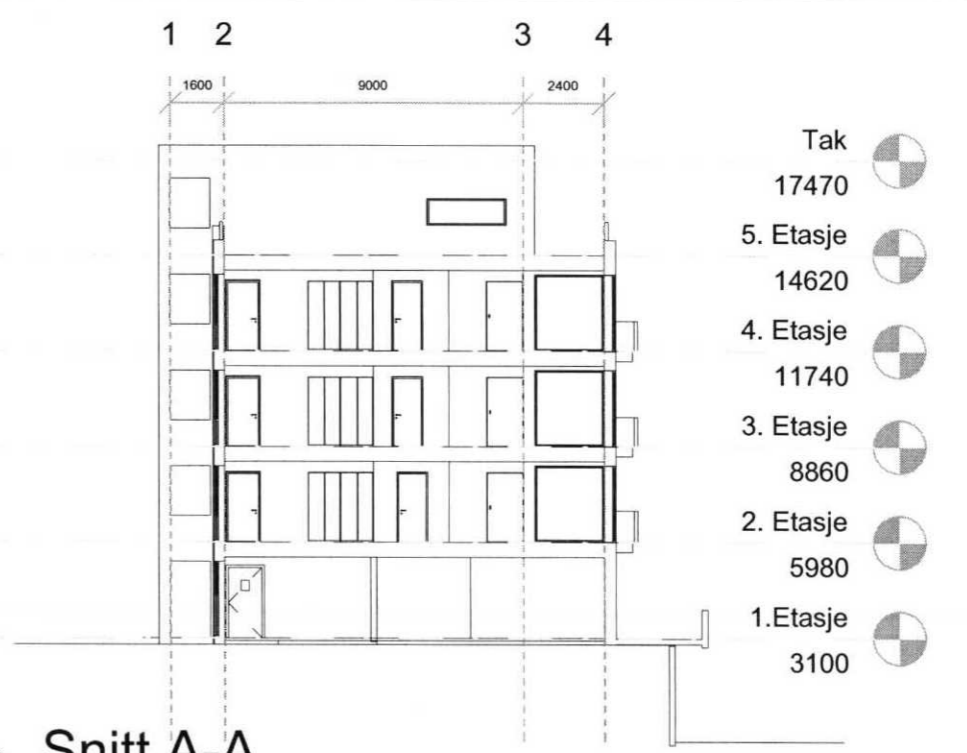 1 2 3 4
1600 9000 2400
Tak
17470
5. Etasje
14620
4. Etasje
11740
3. Etasje
8860
2. Etasje
5980
1.Etasje
3100
Snitt A-A